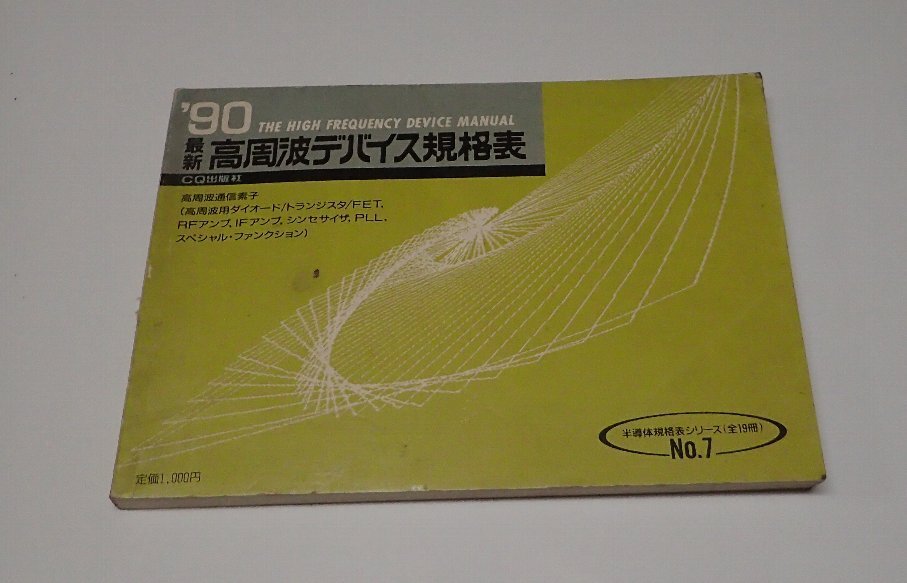 '90
THE HIGH FREQUENCY DEVICE MANUAL
最新
高周波デバイス規格表
CQ出版社
高周波通信素子
(高周波用ダイオード/トランジスタ/FET,
RFアンプ,IFアンプ,シンセサイザ,PLL,
スペシャル・ファンクション)
半導体規格表シリーズ(全19冊)
No.7
定価1,000円